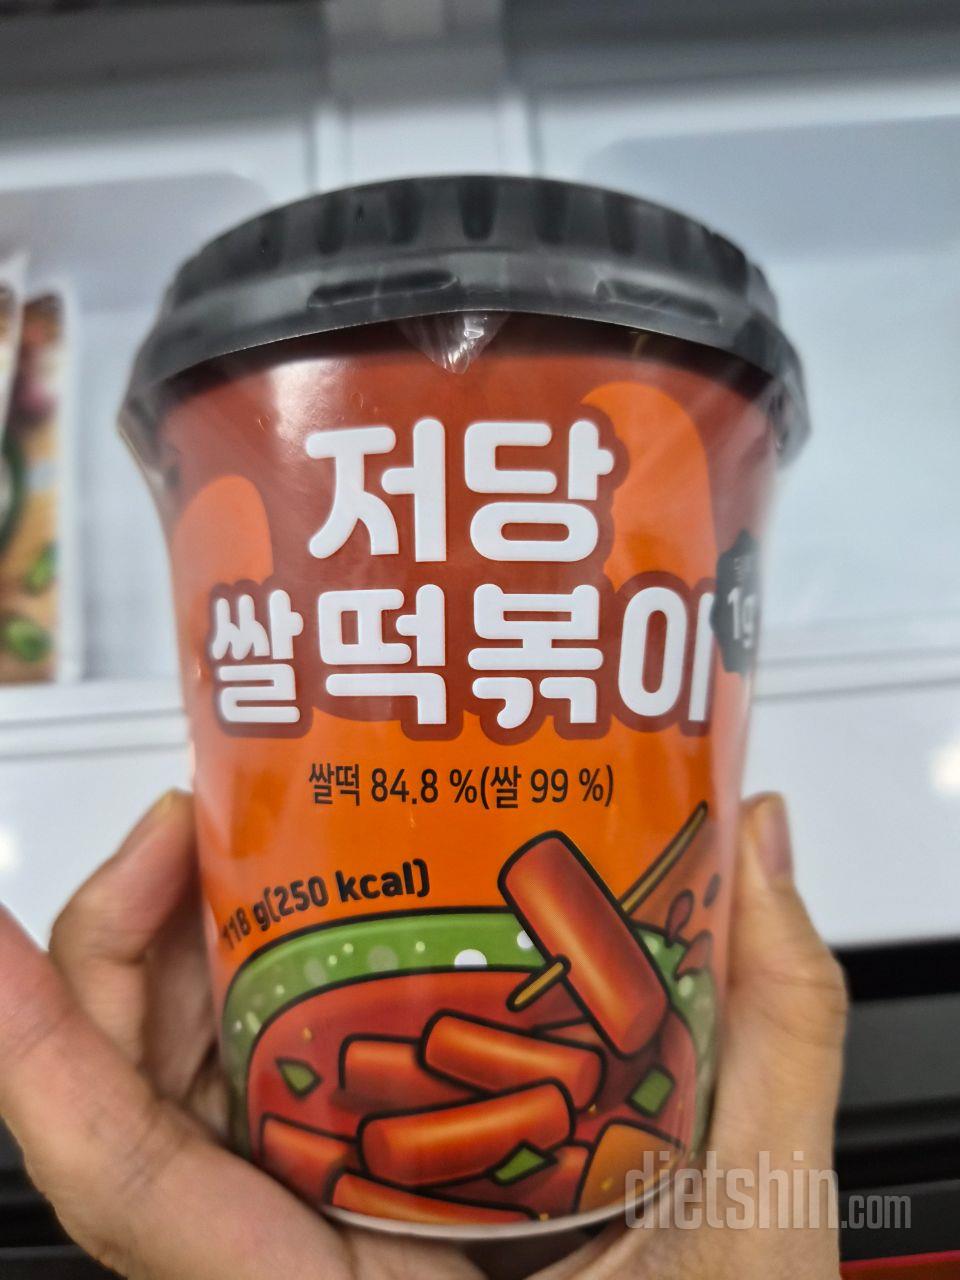 저당
쌀떡볶이
1g
쌀떡 84.8 %(쌀 99 %)
118 g(250 kcal)
dietshin.com